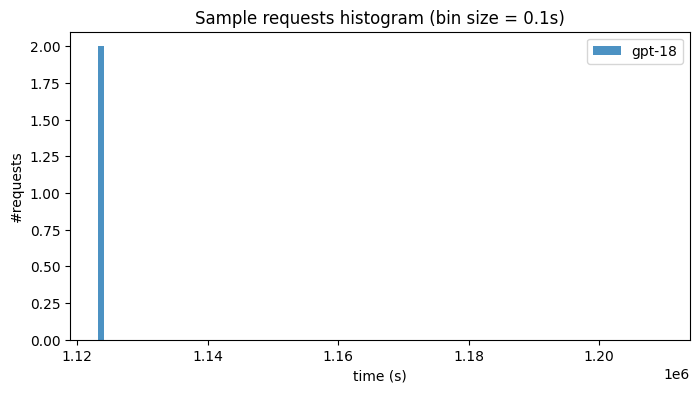 Sample requests histogram (bin size = 0.1s)
gpt-18
2.00
1.75
1.50
1.25
1.00
0.75
0.50
0.25
0.00
#requests
1.12
1.14
1.16
1.18
1.20
1e6
time (s)